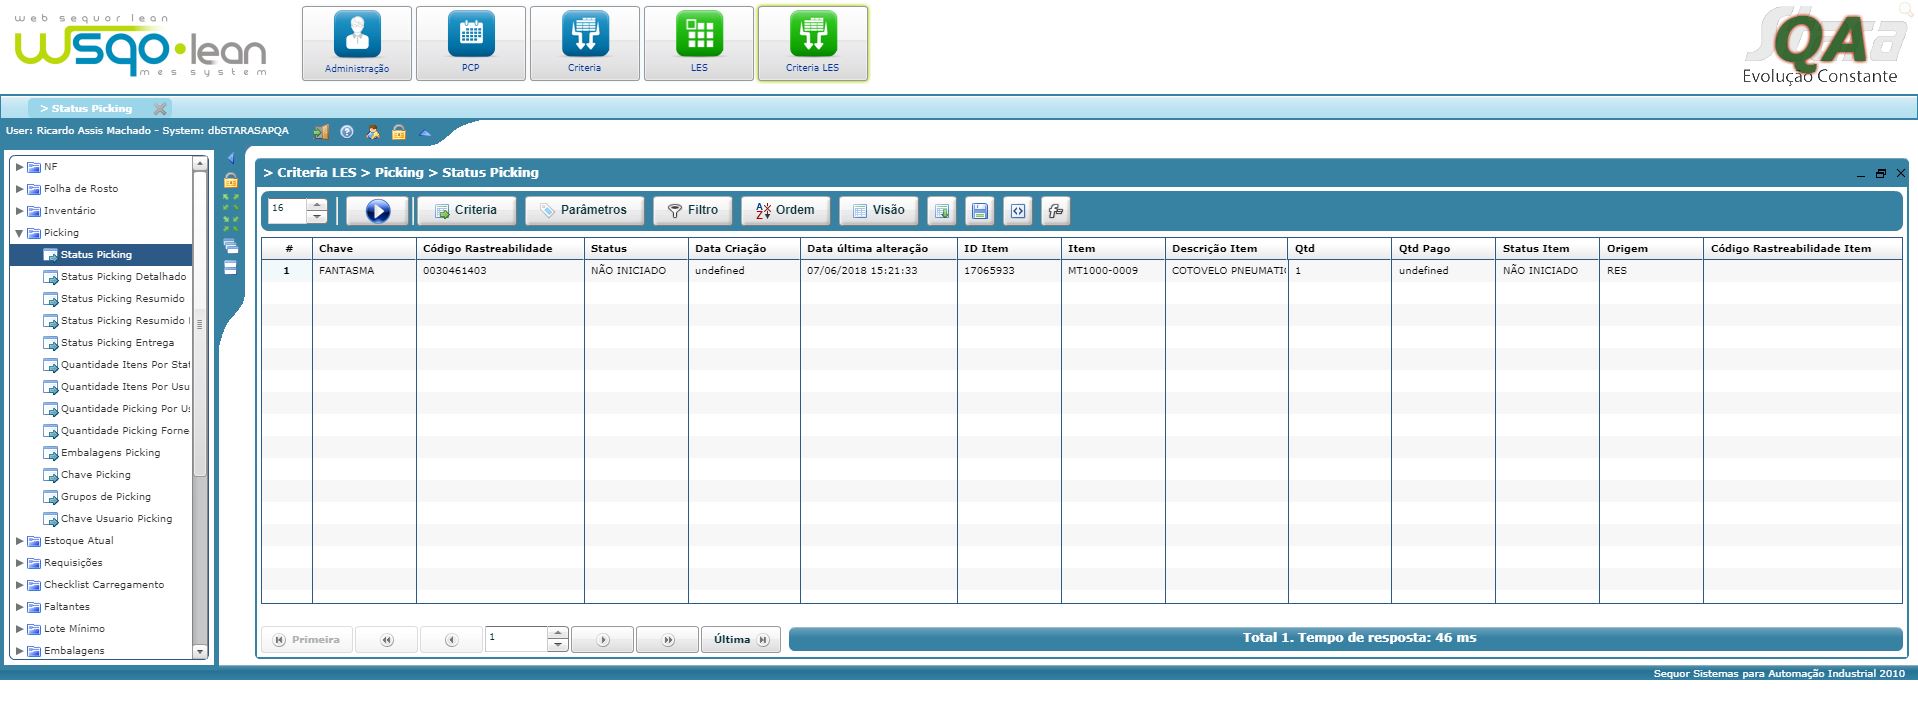 web sequor lean
wsqo•lean
mes system
Administração
PCP
Criteria
LES
Criteria LES
QA
Evolução Constante
> Status Picking
User: Ricardo Assis Machado - System: dbSTARASAPQA
NF
Folha de Rosto
Inventário
Picking
Status Picking
Status Picking Detalhado
Status Picking Resumido
Status Picking Resumido
Status Picking Entrega
Quantidade Itens Por Stat
Quantidade Itens Por Usu
Quantidade Picking Por Us
Quantidade Picking Forne
Embalagens Picking
Chave Picking
Grupos de Picking
Chave Usuario Picking
Estoque Atual
Requisições
Checklist Carregamento
Faltantes
Lote Mínimo
Embalagens
> Criteria LES > Picking > Status Picking
16 Criteria Parâmetros Filtro Ordem Visão
# Chave Código Rastreabilidade Status Data Criação Data última alteração ID Item Item Descrição Item Qtd Qtd Pago Status Item Origem Código Rastreabilidade Item
1 FANTASMA 0030461403 NÃO INICIADO undefined 07/06/2018 15:21:33 17065933 MT1000-0009 COTOVELO PNEUMATI 1 undefined NÃO INICIADO RES
Primeira 1 Última Total 1. Tempo de resposta: 46 ms
Sequor Sistemas para Automação Industrial 2010